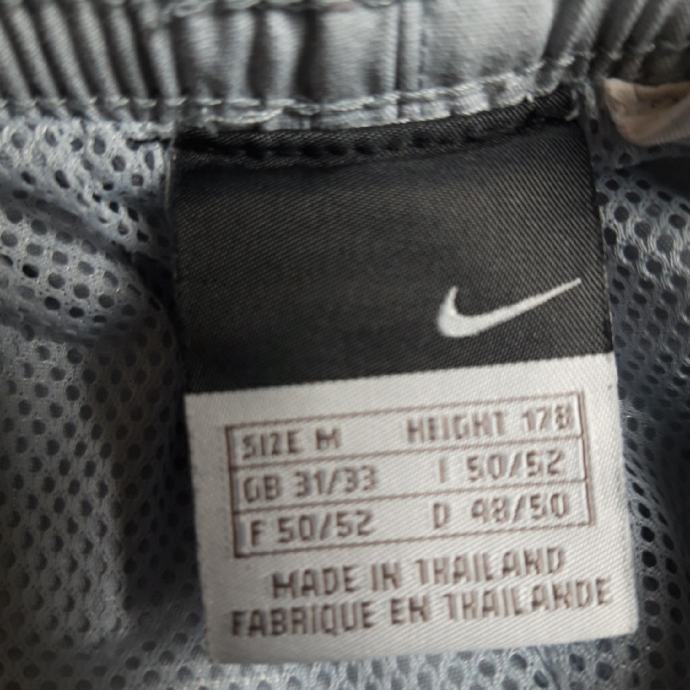 SIZE M HEIGHT 178
GB 31/33 I 50/52
F 50/52 D 48/50
MADE IN THAILAND
FABRIQUE EN THAILANDE